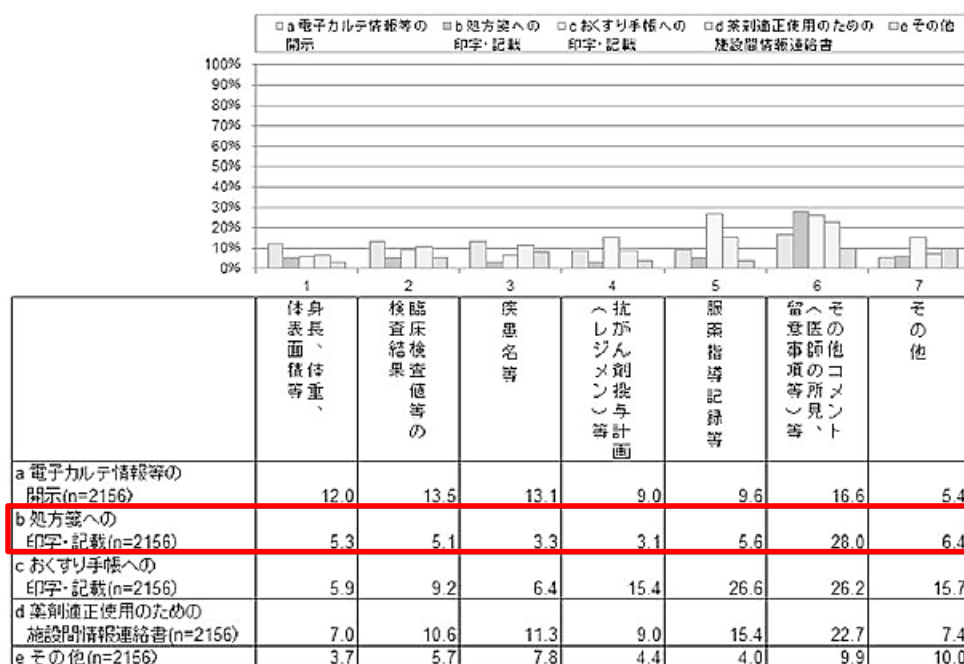 □a 電子カルテ情報等の ■b 処方箋への □c おくすり手帳への □d 薬剤適正使用のための □e その他
開示 印字・記載 印字・記載 施設間情報連絡書
100%
90%
80%
70%
60%
50%
40%
30%
20%
10%
0%
1 2 3 4 5 6 7
身長、体重、
体表面積等
臨床検査値等の
検査結果
疾患名等
抗がん剤投与計画
(レジメン)等
服薬指導記録等
その他コメント
(医師の所見、
留意事項等)等
その他
a 電子カルテ情報等の
開示(n=2156) 12.0 13.5 13.1 9.0 9.6 16.6 5.4
b 処方箋への
印字・記載(n=2156) 5.3 5.1 3.3 3.1 5.6 28.0 6.4
c おくすり手帳への
印字・記載(n=2156) 5.9 9.2 6.4 15.4 26.6 26.2 15.7
d 薬剤適正使用のための
施設間情報連絡書(n=2156) 7.0 10.6 11.3 9.0 15.4 22.7 7.4
e その他(n=2156) 3.7 5.7 7.8 4.4 4.0 9.9 10.0